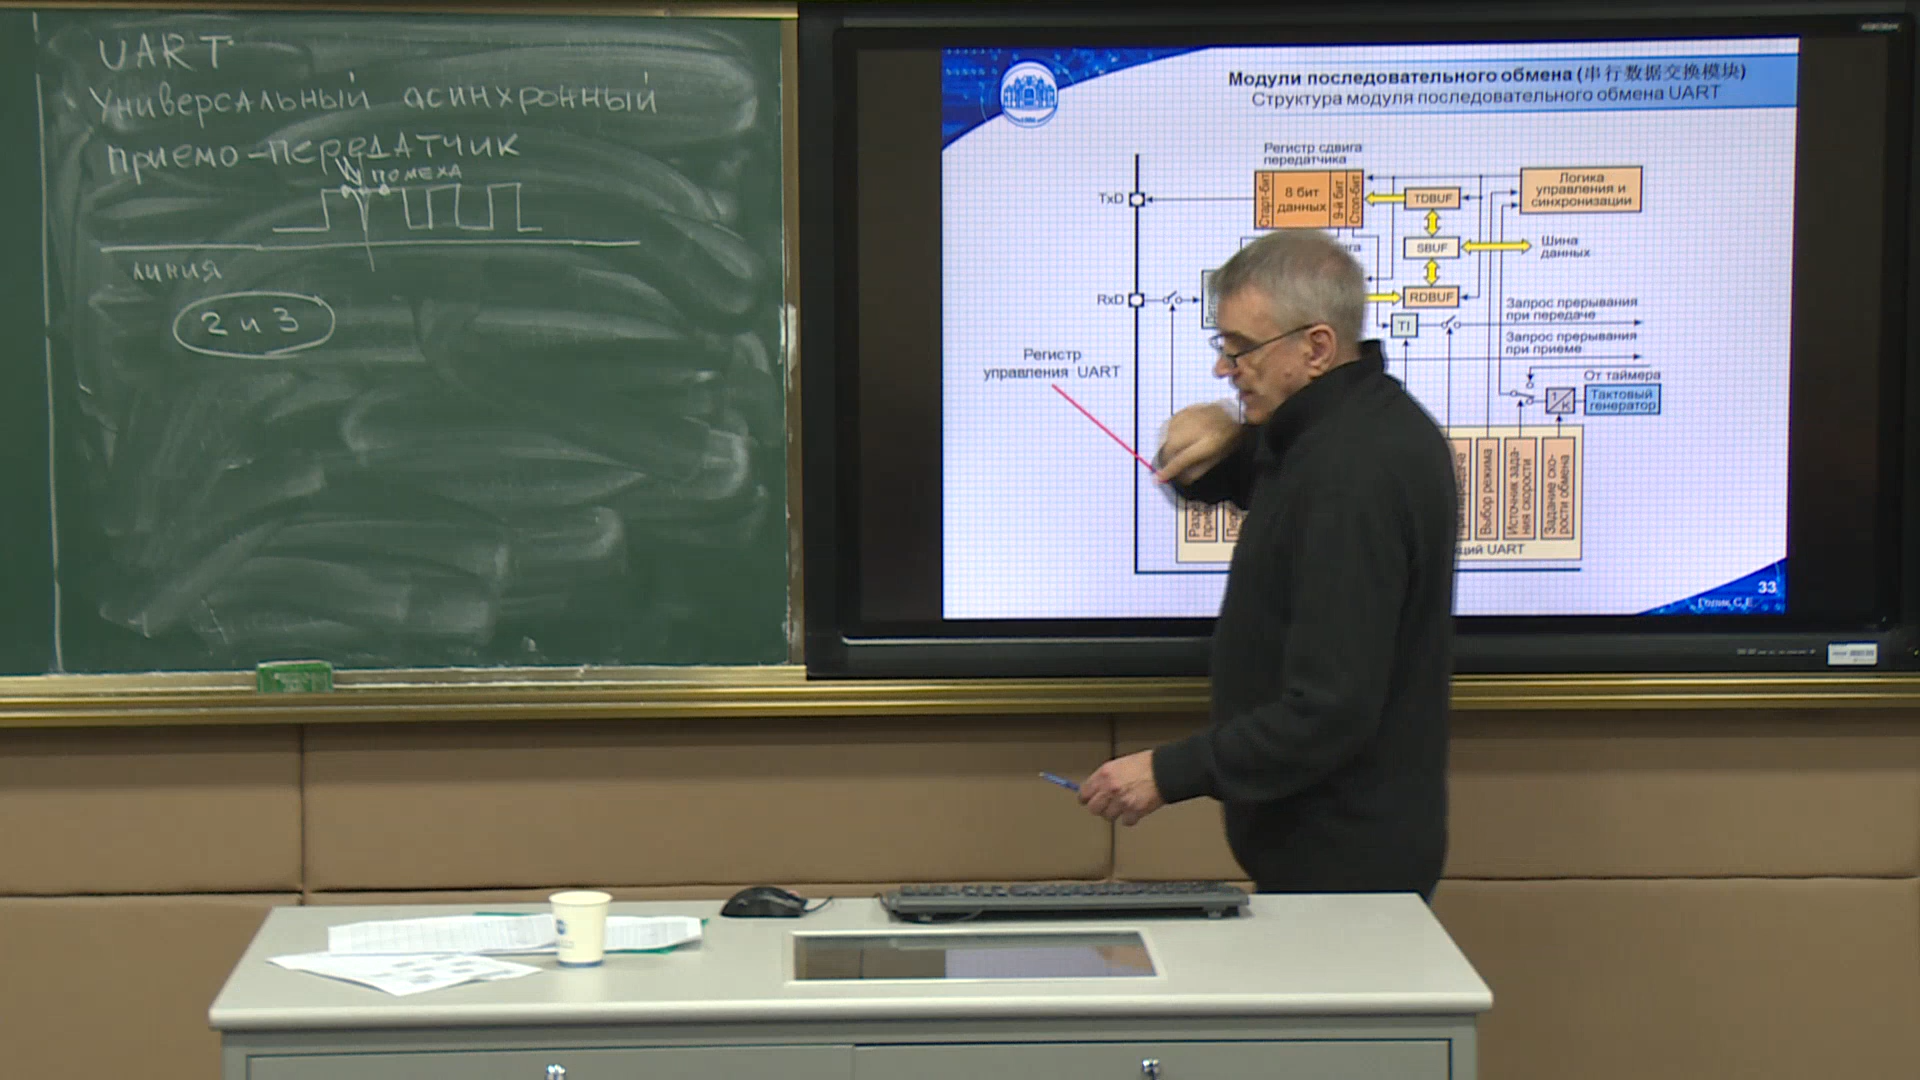 UART
Универсальный асинхронный
приемо-передатчик
помеха
линия
2 и 3
Модули последовательного обмена (串行数据交换模块)
Структура модуля последовательного обмена UART
Регистр сдвига
передатчика
TxD
Старт-бит
8 бит
данных
9-й бит
Стоп-бит
TDBUF
Логика
управления и
синхронизации
SBUF
Шина
данных
RxD
RDBUF
Запрос прерывания
при передаче
TI
Запрос прерывания
при приеме
Регистр
управления UART
От таймера
1/K
Тактовый
генератор
Выбор режима
Источник зада-
ния скорости
Задание ско-
рости обмена
UART
33
Голик С.Е.